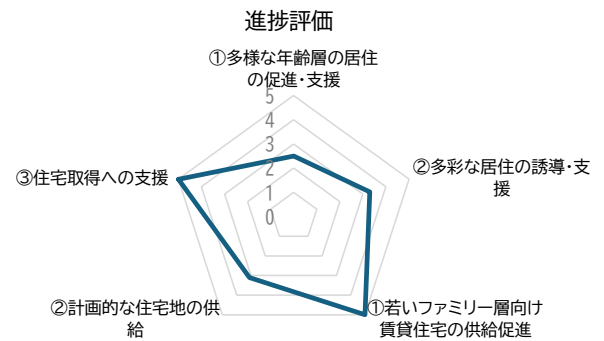 進捗評価
①多様な年齢層の居住
の促進・支援
5
4
3
2
1
0
②多彩な居住の誘導・支
援
①若いファミリー層向け
賃貸住宅の供給促進
②計画的な住宅地の供
給
③住宅取得への支援